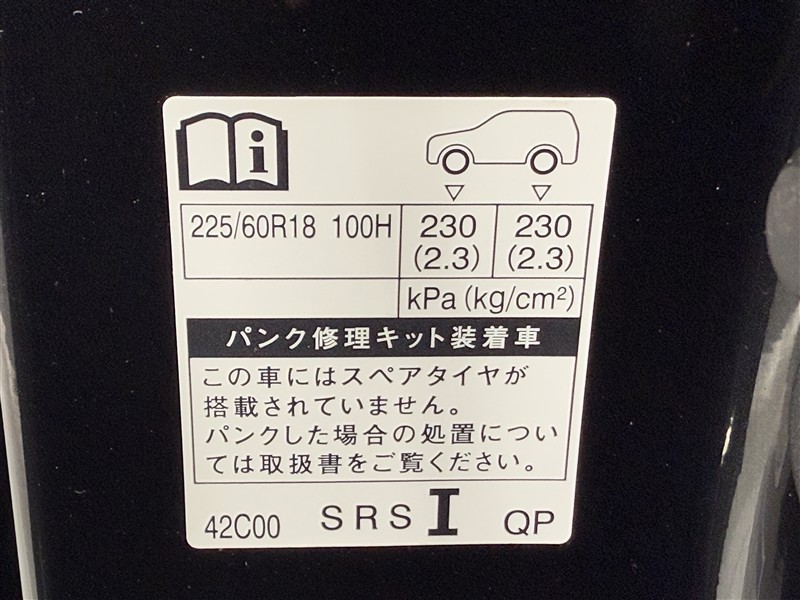 i
225/60R18 100H 230 230
(2.3) (2.3)
kPa (kg/cm²)
パンク修理キット装着車
この車にはスペアタイヤが
搭載されていません。
パンクした場合の処置につい
ては取扱書をご覧ください。
42C00 SRS I QP